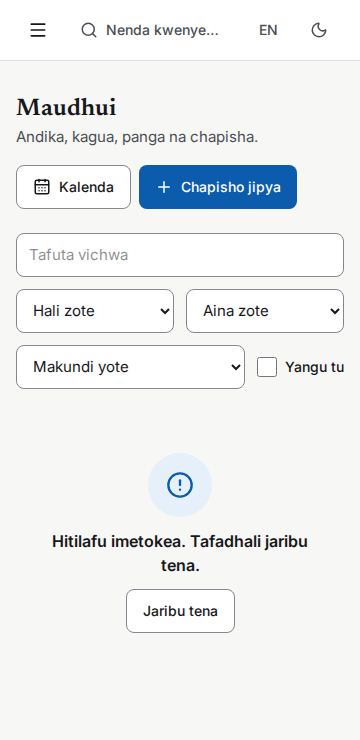 Nenda kwenye...
EN
Maudhui
Andika, kagua, panga na chapisha.
Kalenda
Chapisho jipya
Tafuta vichwa
Hali zote
Aina zote
Makundi yote
Yangu tu
Hitilafu imetokea. Tafadhali jaribu
tena.
Jaribu tena